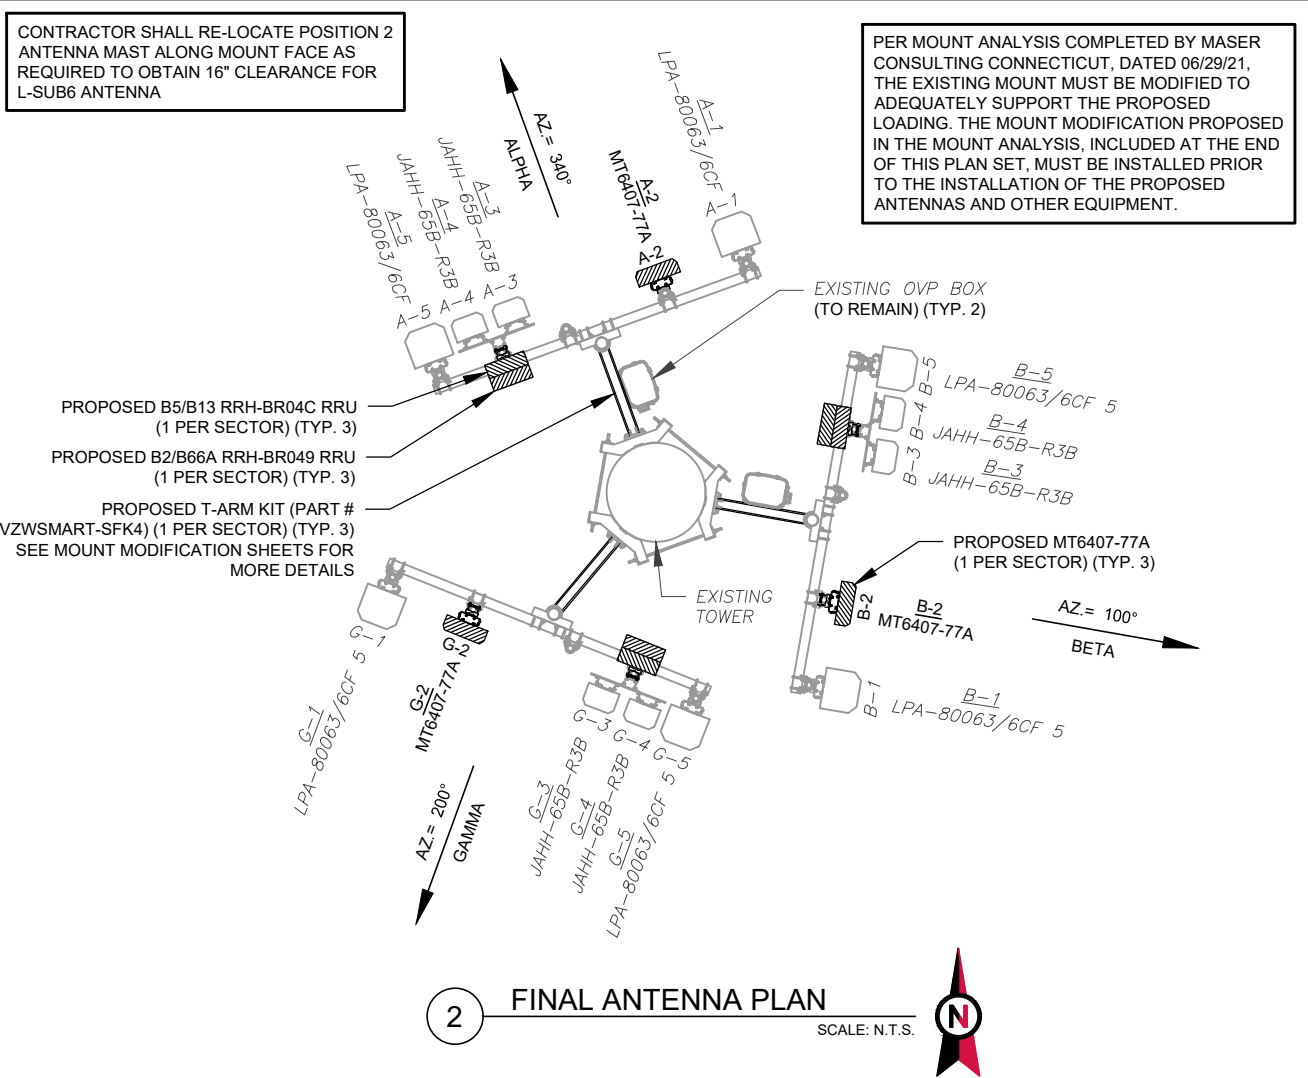 CONTRACTOR SHALL RE-LOCATE POSITION 2
ANTENNA MAST ALONG MOUNT FACE AS
REQUIRED TO OBTAIN 16" CLEARANCE FOR
L-SUB6 ANTENNA
PER MOUNT ANALYSIS COMPLETED BY MASER
CONSULTING CONNECTICUT, DATED 06/29/21,
THE EXISTING MOUNT MUST BE MODIFIED TO
ADEQUATELY SUPPORT THE PROPOSED
LOADING. THE MOUNT MODIFICATION PROPOSED
IN THE MOUNT ANALYSIS, INCLUDED AT THE END
OF THIS PLAN SET, MUST BE INSTALLED PRIOR
TO THE INSTALLATION OF THE PROPOSED
ANTENNAS AND OTHER EQUIPMENT.
AZ.= 340°
ALPHA
A-1
LPA-80063/6CF
A-1
A-2
MT6407-77A
A-2
A-3
JAHH-65B-R3B
A-3
A-4
JAHH-65B-R3B
A-4
A-5
LPA-80063/6CF
A-5
EXISTING OVP BOX
(TO REMAIN) (TYP. 2)
PROPOSED B5/B13 RRH-BR04C RRU
(1 PER SECTOR) (TYP. 3)
PROPOSED B2/B66A RRH-BR049 RRU
(1 PER SECTOR) (TYP. 3)
PROPOSED T-ARM KIT (PART #
VZWSMART-SFK4) (1 PER SECTOR) (TYP. 3)
SEE MOUNT MODIFICATION SHEETS FOR
MORE DETAILS
B-5
B-5
LPA-80063/6CF 5
B-4
B-4
JAHH-65B-R3B
B-3
B-3
JAHH-65B-R3B
PROPOSED MT6407-77A
(1 PER SECTOR) (TYP. 3)
B-2
B-2
MT6407-77A
AZ.= 100°
BETA
B-1
B-1
LPA-80063/6CF 5
EXISTING
TOWER
G-1
G-1
LPA-80063/6CF 5
G-2
G-2
MT6407-77A
G-3
G-3
JAHH-65B-R3B
G-4
G-4
JAHH-65B-R3B
G-5
G-5
LPA-80063/6CF 5
AZ.= 200°
GAMMA
2
FINAL ANTENNA PLAN
SCALE: N.T.S.
N